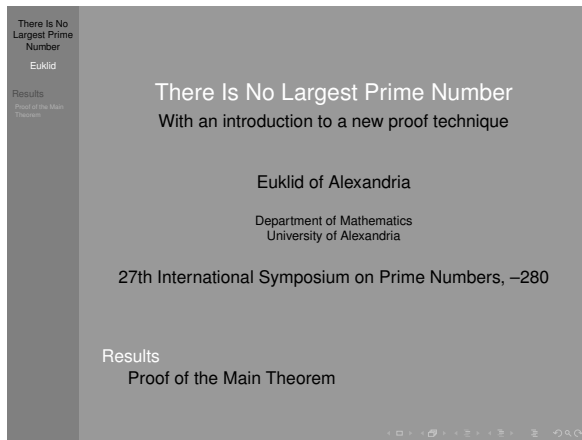 There Is No
Largest Prime
Number
Euklid
Results
Proof of the Main
Theorem
There Is No Largest Prime Number
With an introduction to a new proof technique
Euklid of Alexandria
Department of Mathematics
University of Alexandria
27th International Symposium on Prime Numbers, –280
Results
Proof of the Main Theorem